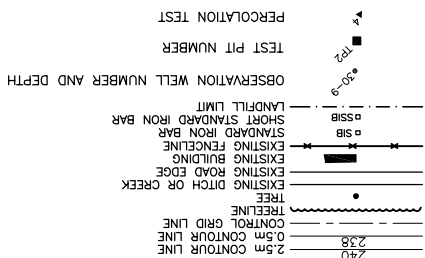 240 2.5m CONTOUR LINE
238 0.5m CONTOUR LINE
CONTROL GRID LINE
TREELINE
TREE
EXISTING DITCH OR CREEK
EXISTING ROAD EDGE
EXISTING BUILDING
EXISTING FENCELINE
SIB STANDARD IRON BAR
SSIB SHORT STANDARD IRON BAR
LANDFILL LIMIT
30-9 OBSERVATION WELL NUMBER AND DEPTH
TP2 TEST PIT NUMBER
4 PERCOLATION TEST